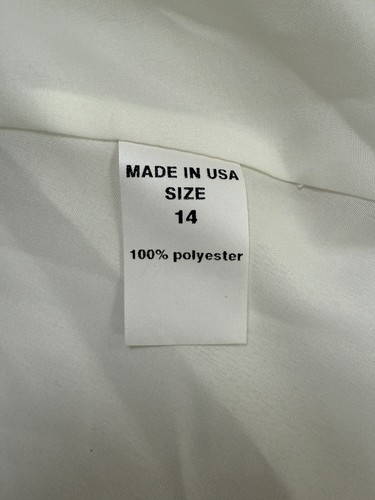 MADE IN USA
SIZE
14
100% polyester